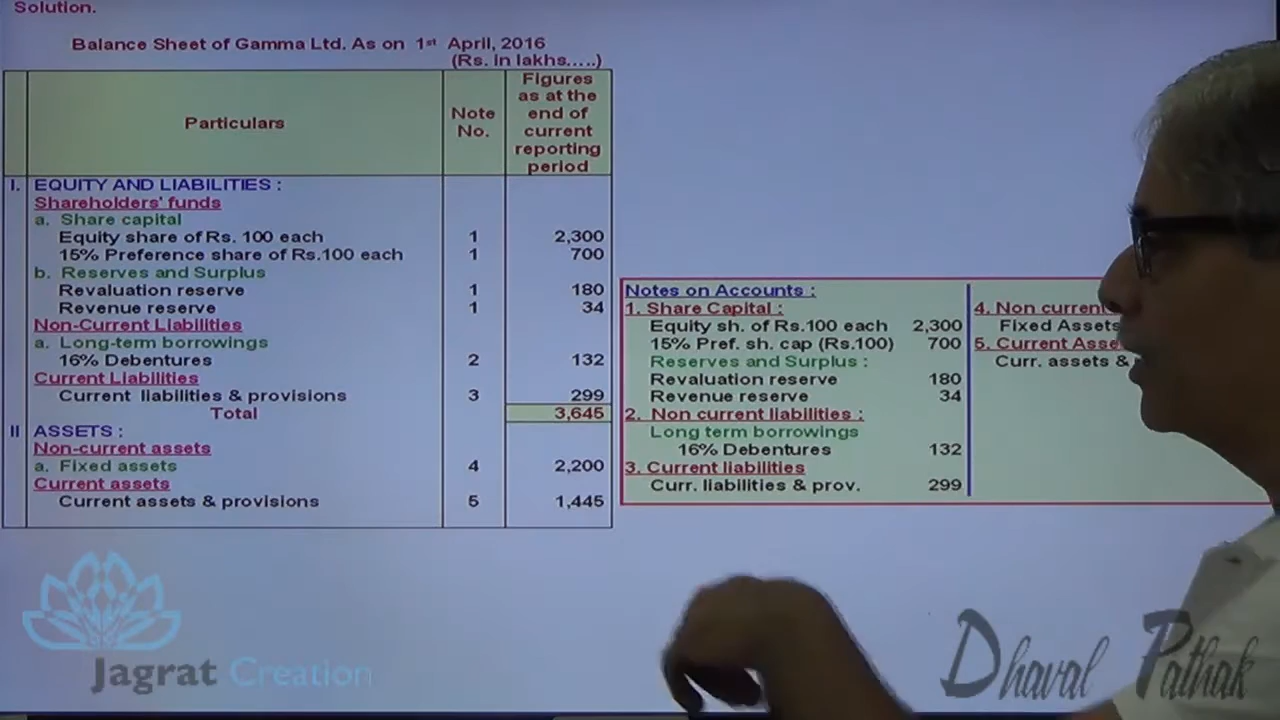 Solution.
Balance Sheet of Gamma Ltd. As on 1st April, 2016
(Rs. In lakhs.....)
Particulars
Note No.
Figures as at the end of current reporting period
I. EQUITY AND LIABILITIES :
Shareholders' funds
a. Share capital
Equity share of Rs. 100 each 1 2,300
15% Preference share of Rs.100 each 1 700
b. Reserves and Surplus
Revaluation reserve 1 180
Revenue reserve 1 34
Non-Current Liabilities
a. Long-term borrowings
16% Debentures 2 132
Current Liabilities
Current liabilities & provisions 3 299
Total 3,645
II ASSETS :
Non-current assets
a. Fixed assets 4 2,200
Current assets
Current assets & provisions 5 1,445
Notes on Accounts :
1. Share Capital :
Equity sh. of Rs.100 each 2,300
15% Pref. sh. cap (Rs.100) 700
Reserves and Surplus :
Revaluation reserve 180
Revenue reserve 34
2. Non current liabilities :
Long term borrowings
16% Debentures 132
3. Current liabilities
Curr. liabilities & prov. 299
4. Non current
Fixed Assets
5. Current Asse
Curr. assets &
Jagrat Creation
Dhaval Pathak